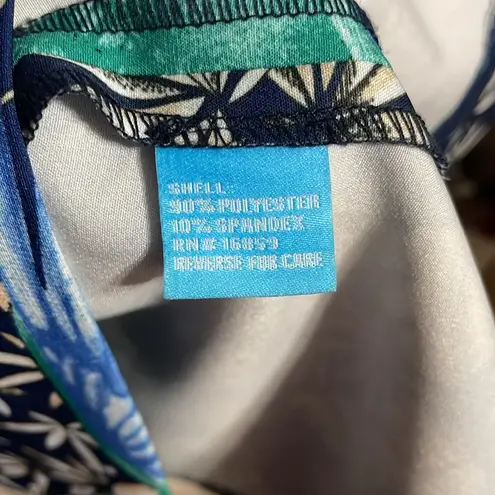 SHELL:
90% POLYESTER
10% SPANDEX
RN# 16859
REVERSE FOR CARE